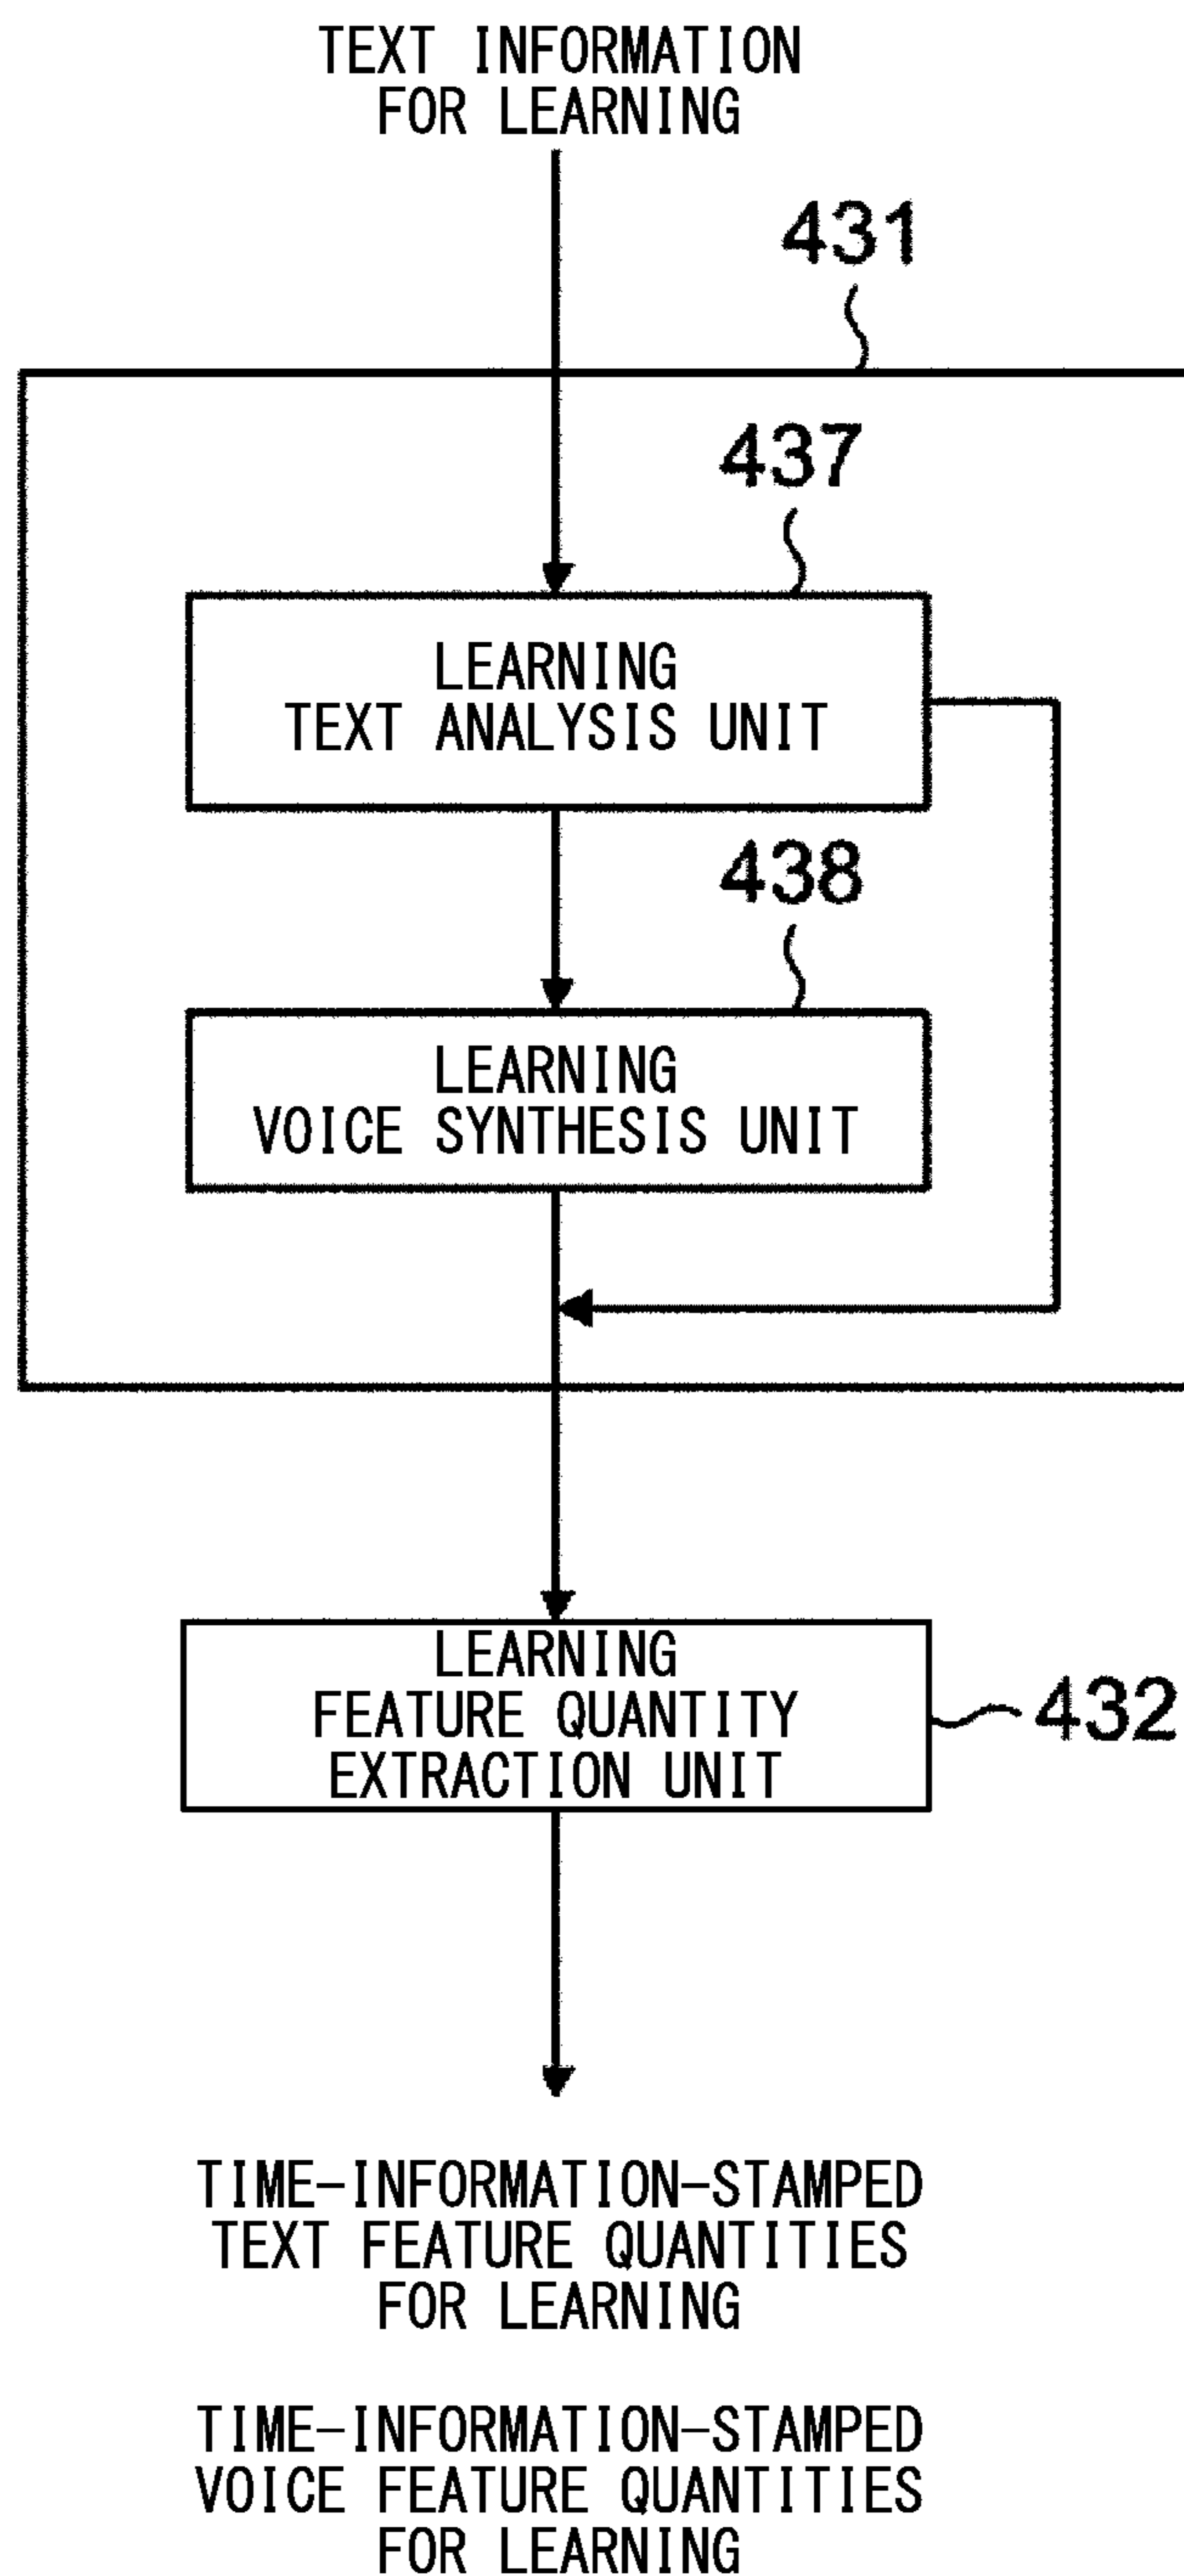 TEXT INFORMATION
FOR LEARNING
431
437
LEARNING
TEXT ANALYSIS UNIT
438
LEARNING
VOICE SYNTHESIS UNIT
LEARNING
FEATURE QUANTITY
EXTRACTION UNIT
432
TIME-INFORMATION-STAMPED
TEXT FEATURE QUANTITIES
FOR LEARNING
TIME-INFORMATION-STAMPED
VOICE FEATURE QUANTITIES
FOR LEARNING